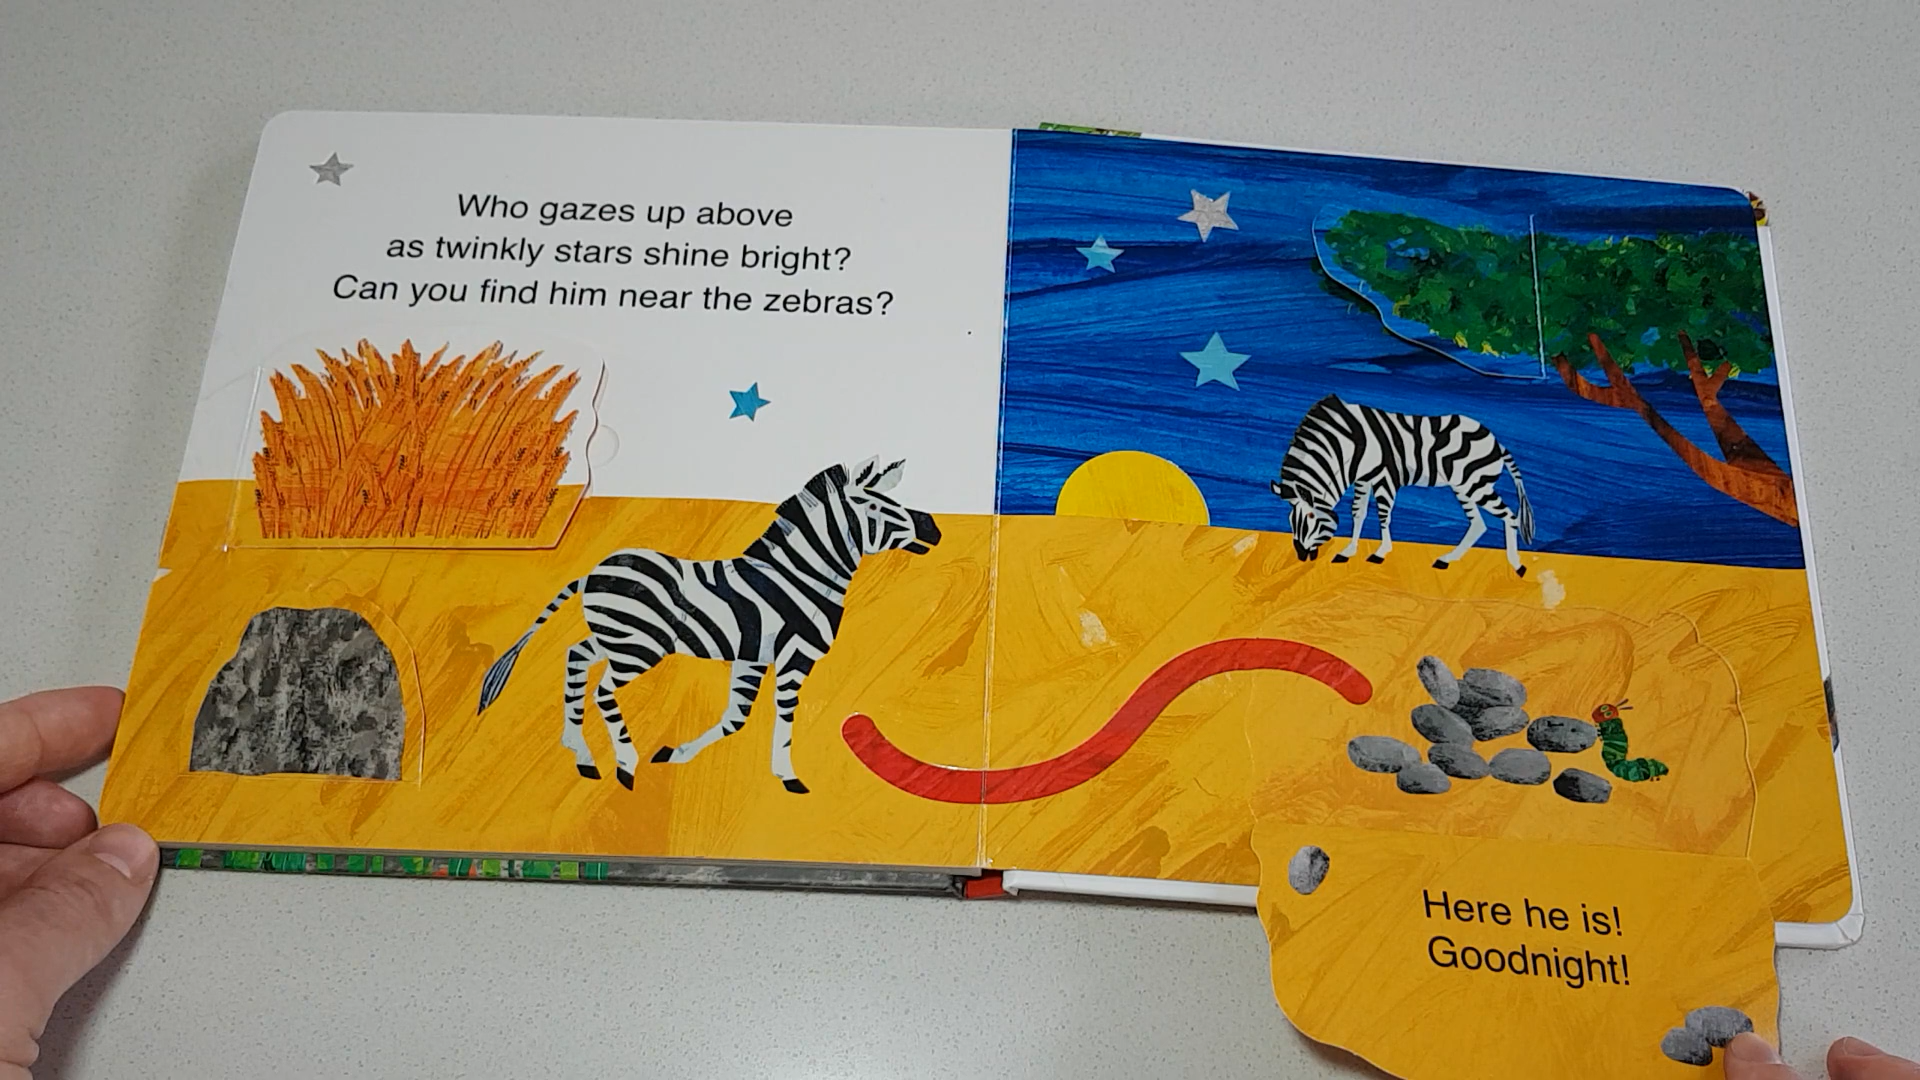 Who gazes up above
as twinkly stars shine bright?
Can you find him near the zebras?
Here he is!
Goodnight!